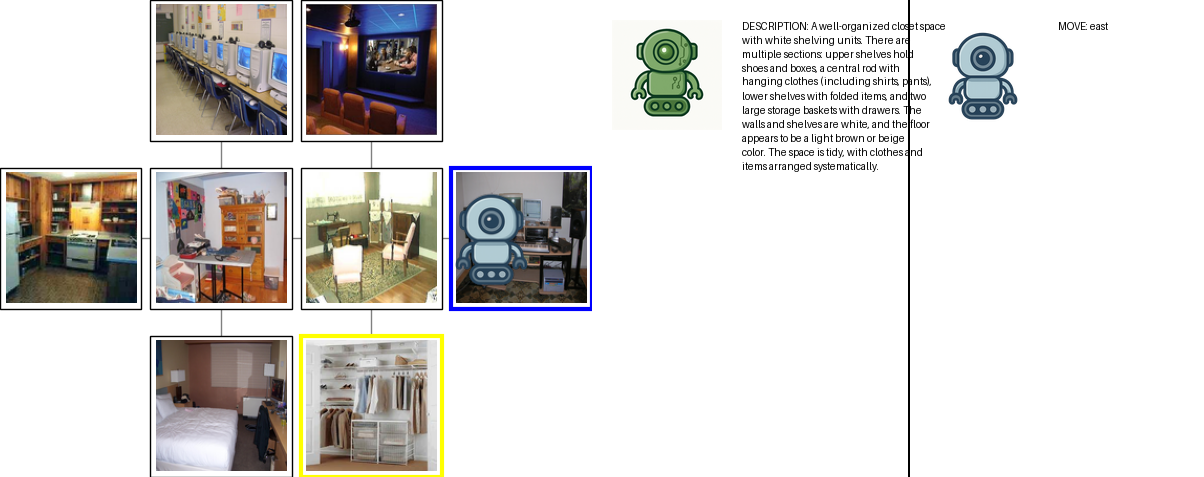 DESCRIPTION: A well-organized closet space
with white shelving units. There are
multiple sections: upper shelves hold
shoes and boxes, a central rod with
hanging clothes (including shirts, pants),
lower shelves with folded items, and two
large storage baskets with drawers. The
walls and shelves are white, and the floor
appears to be a light brown or beige
color. The space is tidy, with clothes and
items arranged systematically.
MOVE: east